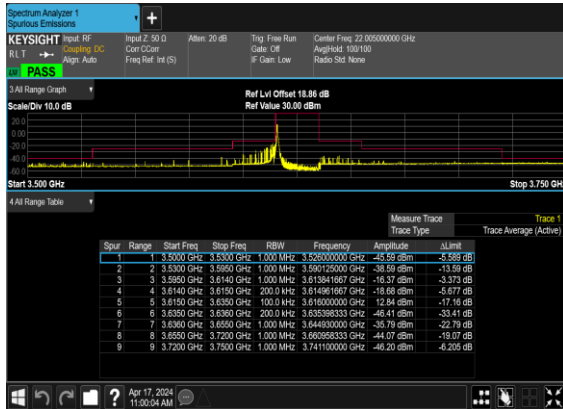 Spectrum Analyzer 1
Spurious Emissions
KEYSIGHT Input: RF Input Z: 50 Ω Atten: 20 dB Trig: Free Run Center Freq: 22.005000000 GHz
RLT Coupling: DC Corr CCorr Gate: Off Avg|Hold: 100/100
Align: Auto Freq Ref: Int (S) IF Gain: Low Radio Std: None
LW PASS
3 All Range Graph
Ref Lvl Offset 18.86 dB
Scale/Div 10.0 dB Ref Value 30.00 dBm
20.0
0.00
-20.0
-40.0
-60.0
Start 3.500 GHz Stop 3.750 GH
4 All Range Table
Measure Trace Trace 1
Trace Type Trace Average (Active)
Spur Range Start Freq Stop Freq RBW Frequency Amplitude ΔLimit
1 1 3.5000 GHz 3.5300 GHz 1.000 MHz 3.526000000 GHz -45.59 dBm -5.589 dB
2 2 3.5300 GHz 3.5950 GHz 1.000 MHz 3.590125000 GHz -38.59 dBm -13.59 dB
3 3 3.5950 GHz 3.6140 GHz 1.000 MHz 3.613841667 GHz -16.37 dBm -3.373 dB
4 4 3.6140 GHz 3.6150 GHz 200.0 kHz 3.614961667 GHz -18.68 dBm -5.677 dB
5 5 3.6150 GHz 3.6350 GHz 100.0 kHz 3.616000000 GHz 12.84 dBm -17.16 dB
6 6 3.6350 GHz 3.6360 GHz 200.0 kHz 3.635398333 GHz -46.41 dBm -33.41 dB
7 7 3.6360 GHz 3.6550 GHz 1.000 MHz 3.644930000 GHz -35.79 dBm -22.79 dB
8 8 3.6550 GHz 3.7200 GHz 1.000 MHz 3.660958333 GHz -44.07 dBm -19.07 dB
9 9 3.7200 GHz 3.7500 GHz 1.000 MHz 3.741100000 GHz -46.20 dBm -6.205 dB
Apr 17, 2024
11:00:04 AM